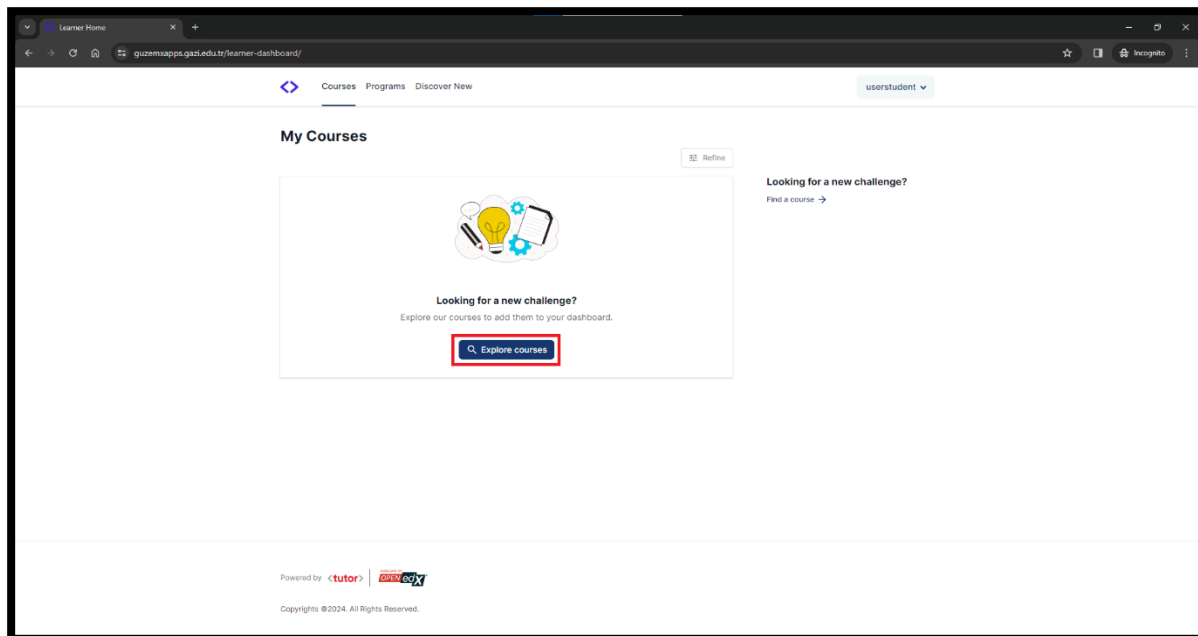 Learner Home
guzemxapps.gazi.edu.tr/learner-dashboard/
Incognito
Courses Programs Discover New
userstudent
My Courses
Refine
Looking for a new challenge?
Find a course →
Looking for a new challenge?
Explore our courses to add them to your dashboard.
Explore courses
Powered by <tutor> OPEN edX
Copyrights ©2024. All Rights Reserved.